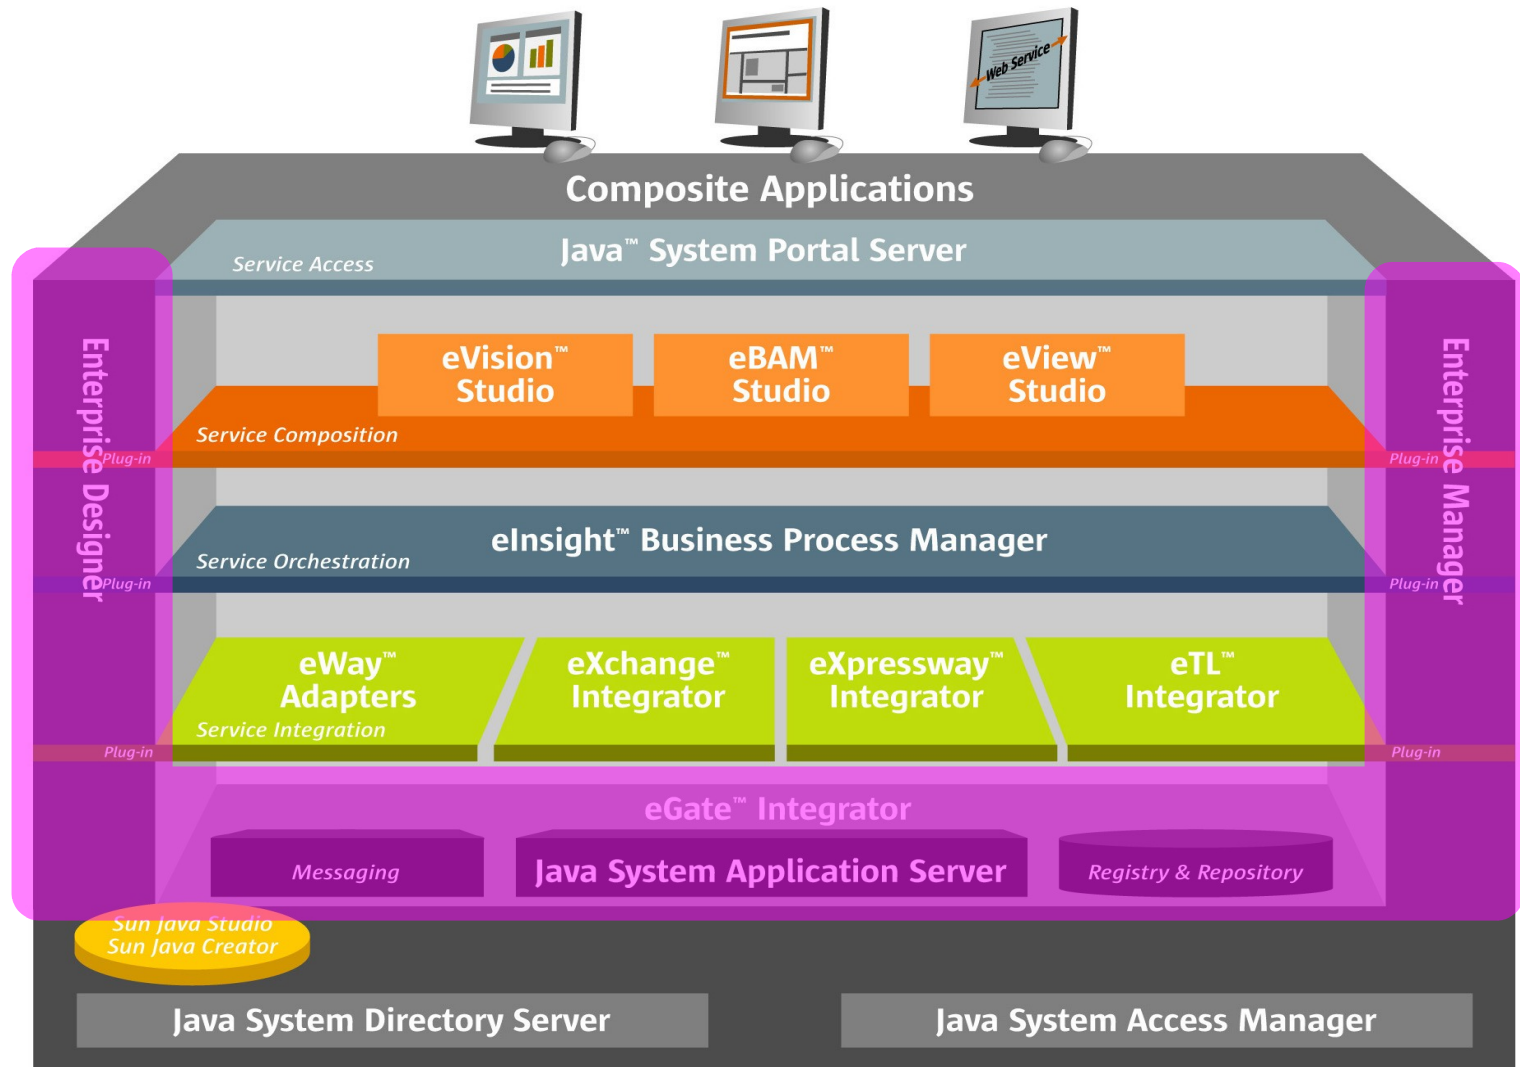 Web Service
Composite Applications
Java™ System Portal Server
Service Access
Enterprise Designer
Enterprise Manager
eVision™
Studio
eBAM™
Studio
eView™
Studio
Service Composition
Plug-in
Plug-in
eInsight™ Business Process Manager
Service Orchestration
Plug-in
Plug-in
eWay™
Adapters
eXchange™
Integrator
eXpressway™
Integrator
eTL™
Integrator
Service Integration
Plug-in
Plug-in
eGate™ Integrator
Messaging
Java System Application Server
Registry & Repository
Sun Java Studio
Sun Java Creator
Java System Directory Server
Java System Access Manager